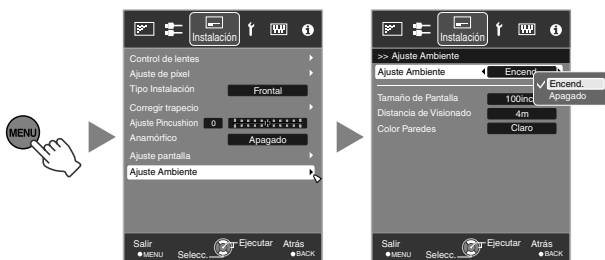 MENU
Instalación
Control de lentes
Ajuste de píxel
Tipo Instalación Frontal
Corregir trapecio
Ajuste Pincushion 0
Anamórfico Apagado
Ajuste pantalla
Ajuste Ambiente
Salir Ejecutar Atrás
MENU Selecc. BACK
Instalación
>> Ajuste Ambiente
Ajuste Ambiente Encend.
Encend.
Apagado
Tamaño de Pantalla 100inc
Distancia de Visionado 4m
Color Paredes Claro
Salir Ejecutar Atrás
MENU Selecc. BACK